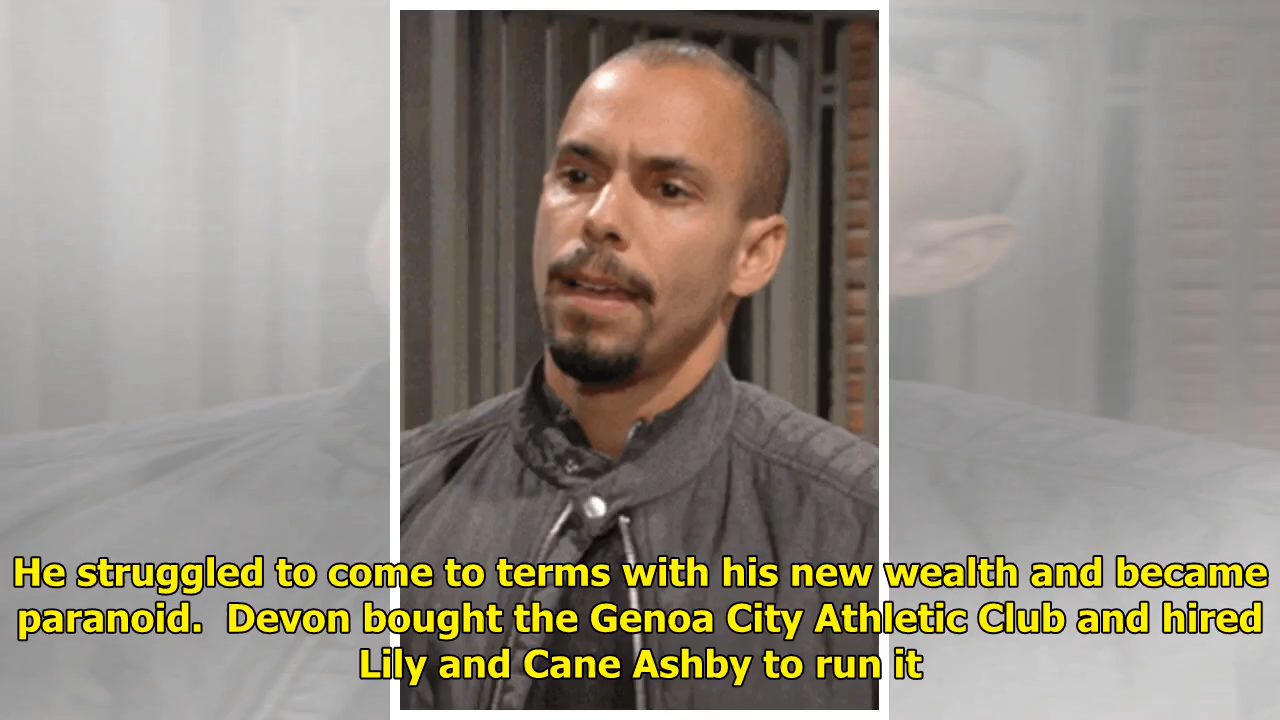 He struggled to come to terms with his new wealth and became
paranoid.  Devon bought the Genoa City Athletic Club and hired
Lily and Cane Ashby to run it